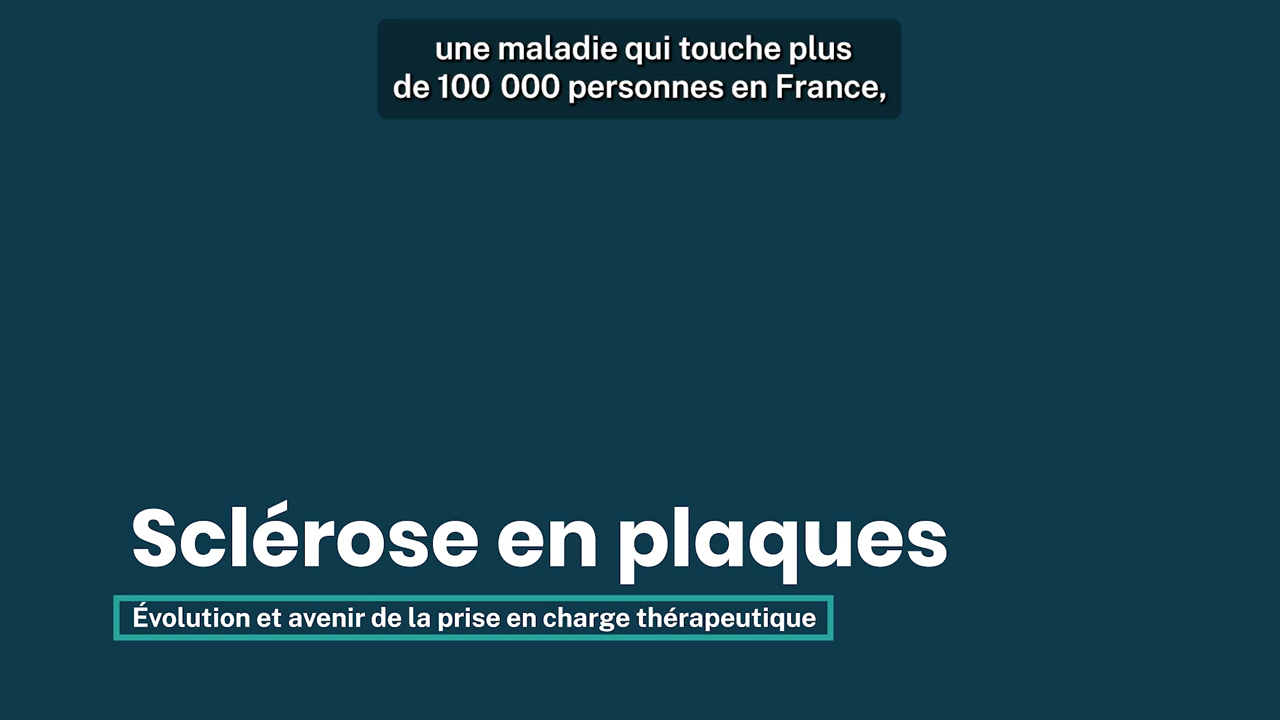 une maladie qui touche plus
de 100 000 personnes en France,
Sclérose en plaques
Évolution et avenir de la prise en charge thérapeutique